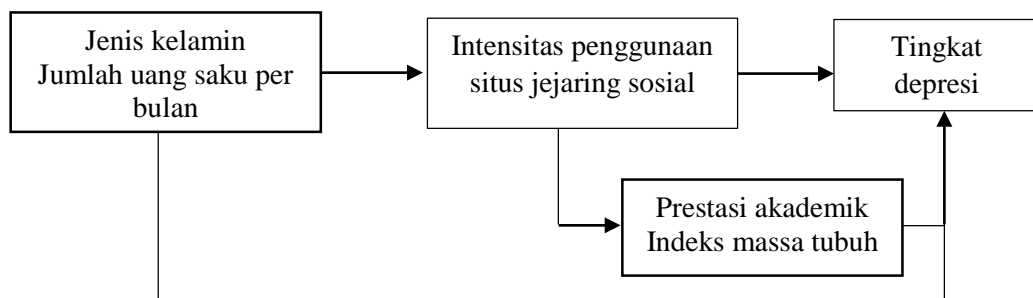 Jenis kelamin
Jumlah uang saku per
bulan
Intensitas penggunaan
situs jejaring sosial
Tingkat
depresi
Prestasi akademik
Indeks massa tubuh